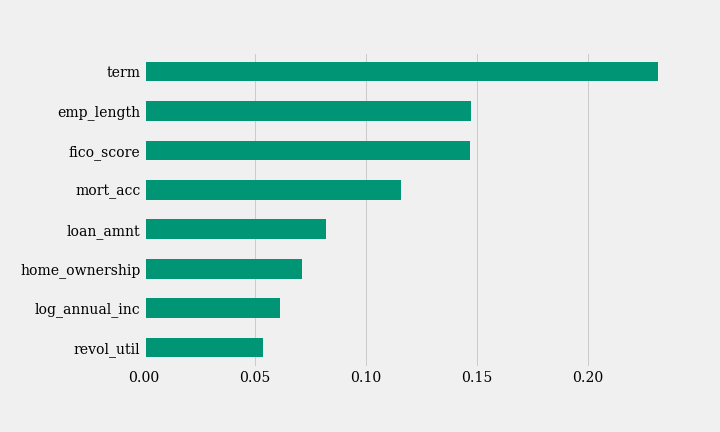 term
emp_length
fico_score
mort_acc
loan_amnt
home_ownership
log_annual_inc
revol_util
0.00 0.05 0.10 0.15 0.20